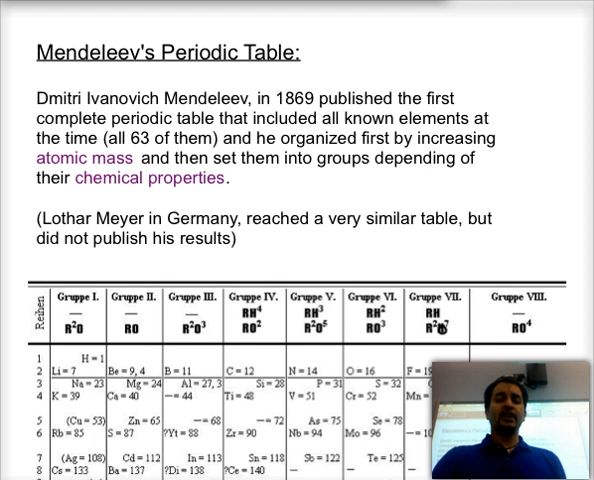 Mendeleev's Periodic Table:
Dmitri Ivanovich Mendeleev, in 1869 published the first
complete periodic table that included all known elements at
the time (all 63 of them) and he organized first by increasing
atomic mass and then set them into groups depending of
their chemical properties.
(Lothar Meyer in Germany, reached a very similar table, but
did not publish his results)
Reihen Gruppe I. Gruppe II. Gruppe III. Gruppe IV. Gruppe V. Gruppe VI. Gruppe VII. Gruppe VIII.
— — — RH⁴ RH³ RH² RH —
R²O RO R²O³ RO² R²O⁵ RO³ R²O⁷ RO⁴
1 H=1
2 Li=7 Be=9,4 B=11 C=12 N=14 O=16 F=19
3 Na=23 Mg=24 Al=27,3 Si=28 P=31 S=32
4 K=39 Ca=40 —=44 Ti=48 V=51 Cr=52 Mn=
5 (Cu=53) Zn=65 —=68 —=72 As=75 Se=78
6 Rb=85 S=87 ?Yt=88 Zr=90 Nb=94 Mo=96 —=10
7 (Ag=108) Cd=112 In=113 Sn=118 Sb=122 Te=125
8 Cs=133 Ba=137 ?Di=138 ?Ce=140 — —